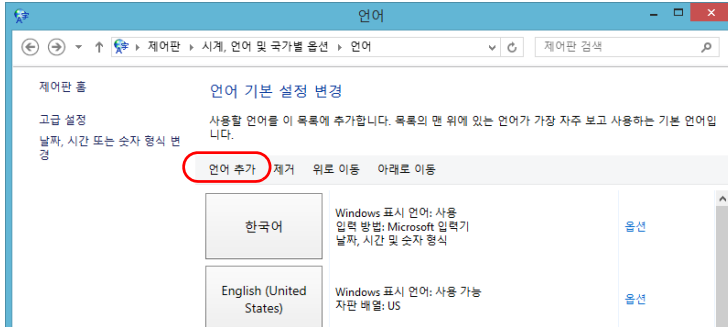 언어
제어판 ▸ 시계, 언어 및 국가별 옵션 ▸ 언어
제어판 검색
제어판 홈
고급 설정
날짜, 시간 또는 숫자 형식 변
경
언어 기본 설정 변경
사용할 언어를 이 목록에 추가합니다. 목록의 맨 위에 있는 언어가 가장 자주 보고 사용하는 기본 언어입
니다.
언어 추가 제거 위로 이동 아래로 이동
한국어
Windows 표시 언어: 사용
입력 방법: Microsoft 입력기
날짜, 시간 및 숫자 형식
옵션
English (United
States)
Windows 표시 언어: 사용 가능
자판 배열: US
옵션